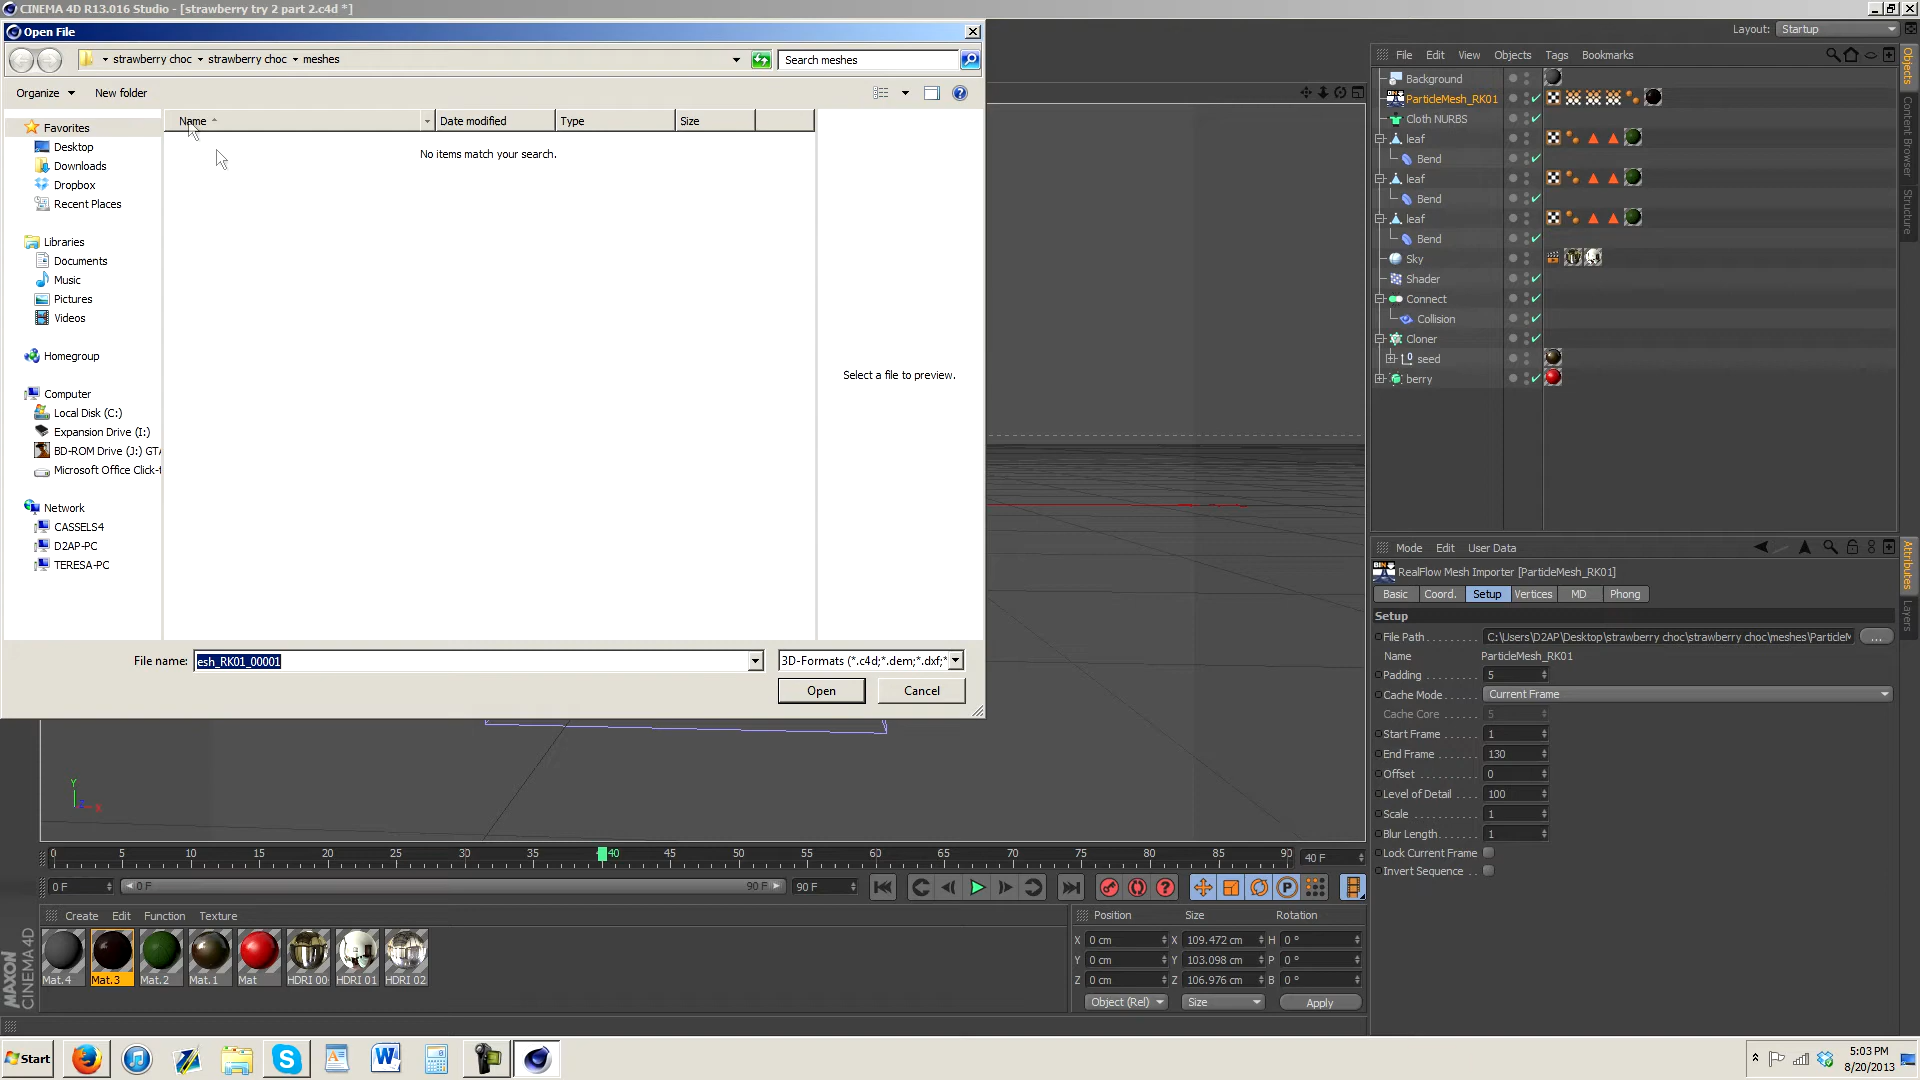 CINEMA 4D R13.016 Studio - [strawberry try 2 part 2.c4d *]
Open File
strawberry choc strawberry choc meshes
Search meshes
Organize New folder
Name Date modified Type Size
No items match your search.
Select a file to preview.
Favorites
Desktop
Downloads
Dropbox
Recent Places
Libraries
Documents
Music
Pictures
Videos
Homegroup
Computer
Local Disk (C:)
Expansion Drive (I:)
BD-ROM Drive (J:) GTA
Microsoft Office Click-t
Network
CASSELS4
D2AP-PC
TERESA-PC
File name: esh_RK01_00001 3D-Formats (*.c4d;*.dem;*.dxf;*
Open Cancel
Layout: Startup
File Edit View Objects Tags Bookmarks
Background
ParticleMesh_RK01
Cloth NURBS
leaf
Bend
leaf
Bend
leaf
Bend
Sky
Shader
Connect
Collision
Cloner
seed
berry
Objects
Content Browser
Structure
Mode Edit User Data
RealFlow Mesh Importer [ParticleMesh_RK01]
Basic Coord. Setup Vertices MD Phong
Setup
File Path C:\Users\D2AP\Desktop\strawberry choc\strawberry choc\meshes\ParticleM ...
Name ParticleMesh_RK01
Padding 5
Cache Mode Current Frame
Cache Core 5
Start Frame 1
End Frame 130
Offset 0
Level of Detail 100
Scale 1
Blur Length 1
Lock Current Frame
Invert Sequence
Attributes
Layers
Y
X
0 5 10 15 20 25 30 35 40 45 50 55 60 65 70 75 80 85 90 40 F
0 F 0 F 90 F 90 F
Create Edit Function Texture
Mat.4 Mat.3 Mat.2 Mat.1 Mat HDRI 00 HDRI 01 HDRI 02
MAXON
CINEMA 4D
Position Size Rotation
X 0 cm X 109.472 cm H 0 °
Y 0 cm Y 103.098 cm P 0 °
Z 0 cm Z 106.976 cm B 0 °
Object (Rel) Size Apply
Start
5:03 PM
8/20/2013